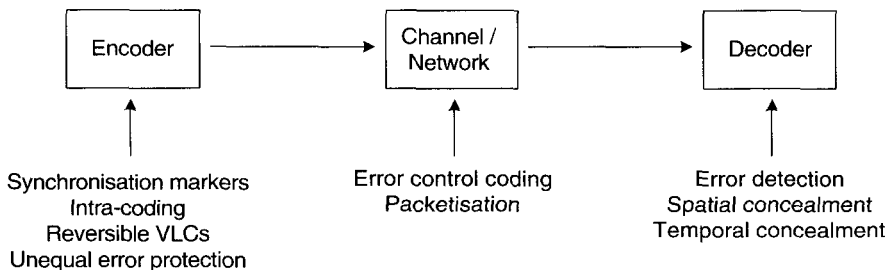 Encoder
Channel /
Network
Decoder
Synchronisation markers
Intra-coding
Reversible VLCs
Unequal error protection
Error control coding
Packetisation
Error detection
Spatial concealment
Temporal concealment